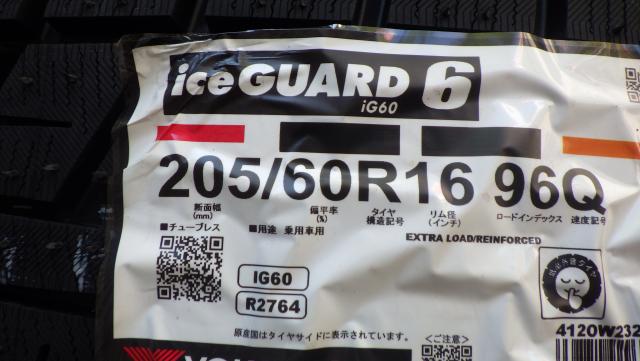 iceGUARD 6
iG60
205/60R16 96Q
断面幅 (mm)
偏平率 (%)
タイヤ 構造記号
リム径 (インチ)
ロードインデックス
速度記号
■チューブレス
■用途 乗用車用
EXTRA LOAD/REINFORCED
IG60
R2764
原産国はタイヤサイドに表示されています。
<ご注意>
4120W232